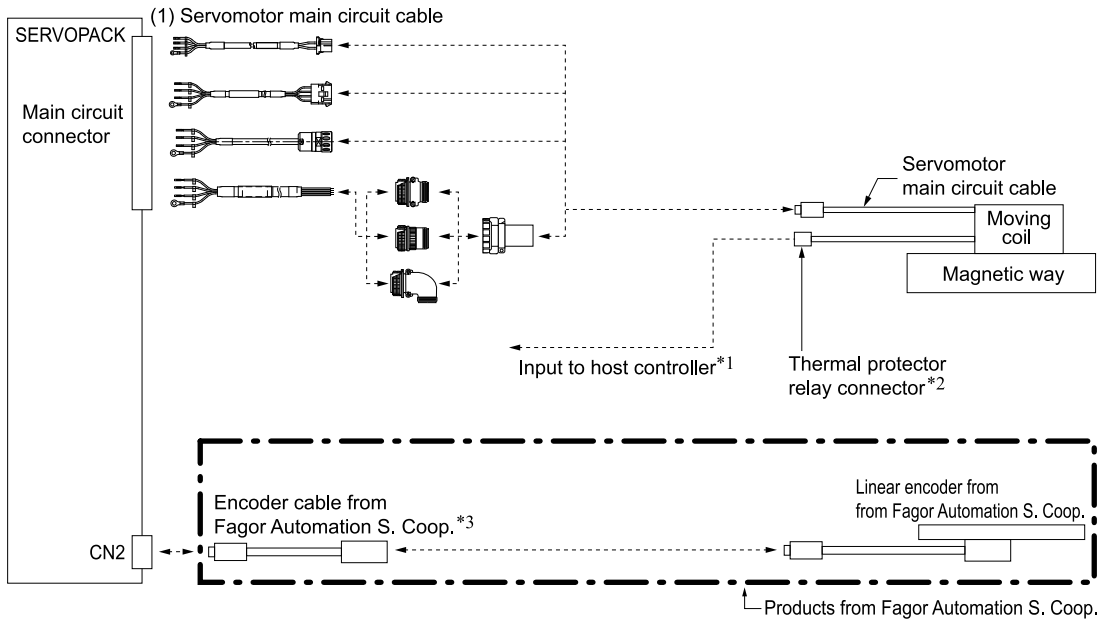 (1) Servomotor main circuit cable
SERVOPACK
Main circuit
connector
Servomotor
main circuit cable
Moving
coil
Magnetic way
Input to host controller*1
Thermal protector
relay connector*2
Encoder cable from
Fagor Automation S. Coop.*3
Linear encoder from
from Fagor Automation S. Coop.
CN2
Products from Fagor Automation S. Coop.